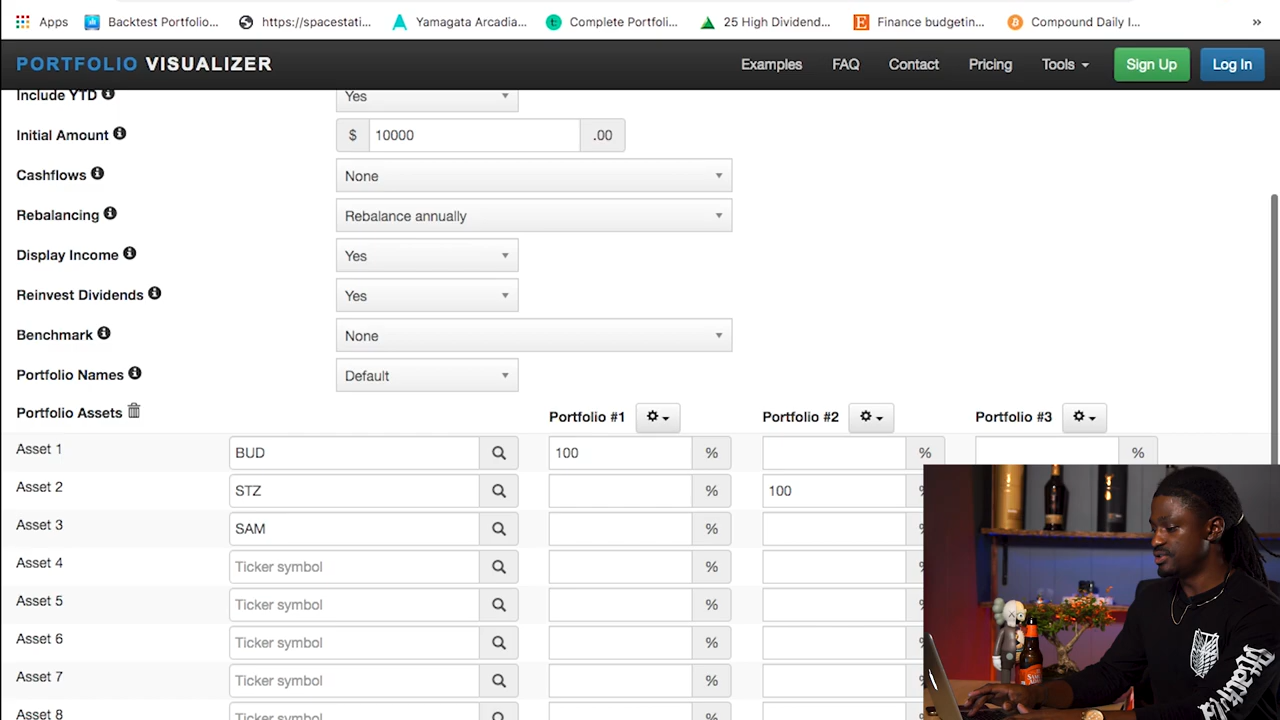 Apps Backtest Portfolio... https://spacestati... Yamagata Arcadia... Complete Portfoli... 25 High Dividend... Finance budgetin... Compound Daily I... »
PORTFOLIO VISUALIZER Examples FAQ Contact Pricing Tools Sign Up Log In
Include YTD Yes
Initial Amount $ 10000 .00
Cashflows None
Rebalancing Rebalance annually
Display Income Yes
Reinvest Dividends Yes
Benchmark None
Portfolio Names Default
Portfolio Assets Portfolio #1 Portfolio #2 Portfolio #3
Asset 1 BUD 100 % % %
Asset 2 STZ % 100
Asset 3 SAM %
Asset 4 Ticker symbol %
Asset 5 Ticker symbol %
Asset 6 Ticker symbol %
Asset 7 Ticker symbol %
Asset 8 Ticker symbol %